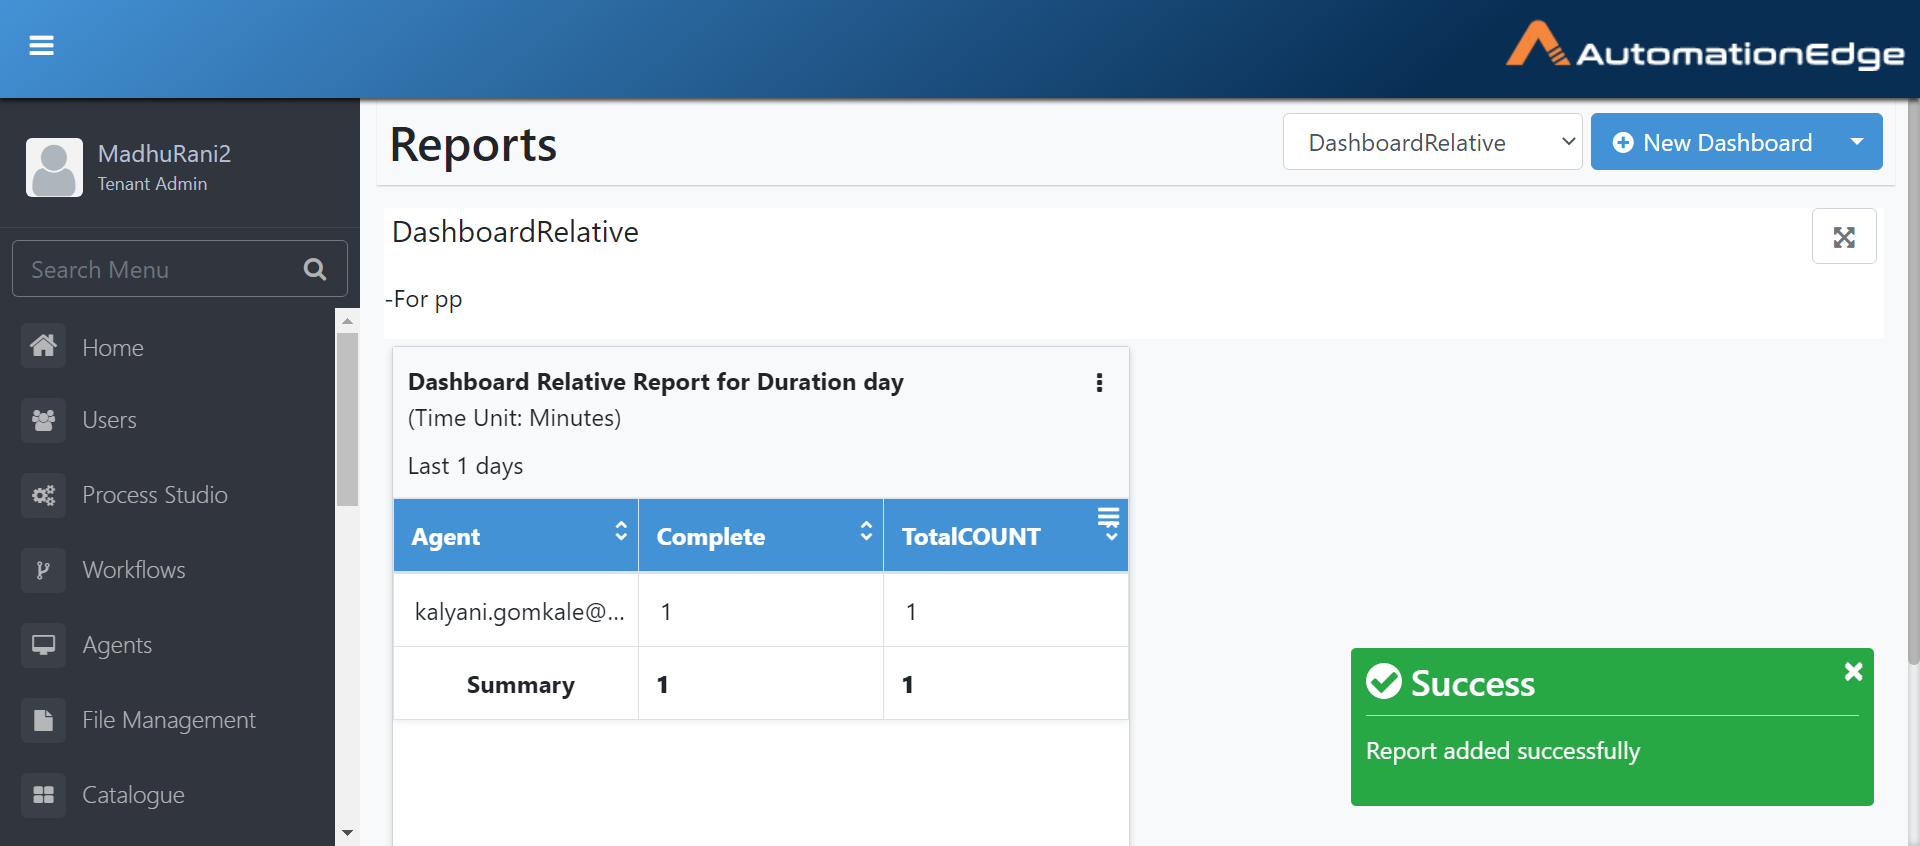 AutomationEdge
MadhuRani2
Tenant Admin
Search Menu
Home
Users
Process Studio
Workflows
Agents
File Management
Catalogue
Reports
DashboardRelative
New Dashboard
DashboardRelative
-For pp
Dashboard Relative Report for Duration day
(Time Unit: Minutes)
Last 1 days
Agent Complete TotalCOUNT
kalyani.gomkale@... 1 1
Summary 1 1
Success
Report added successfully